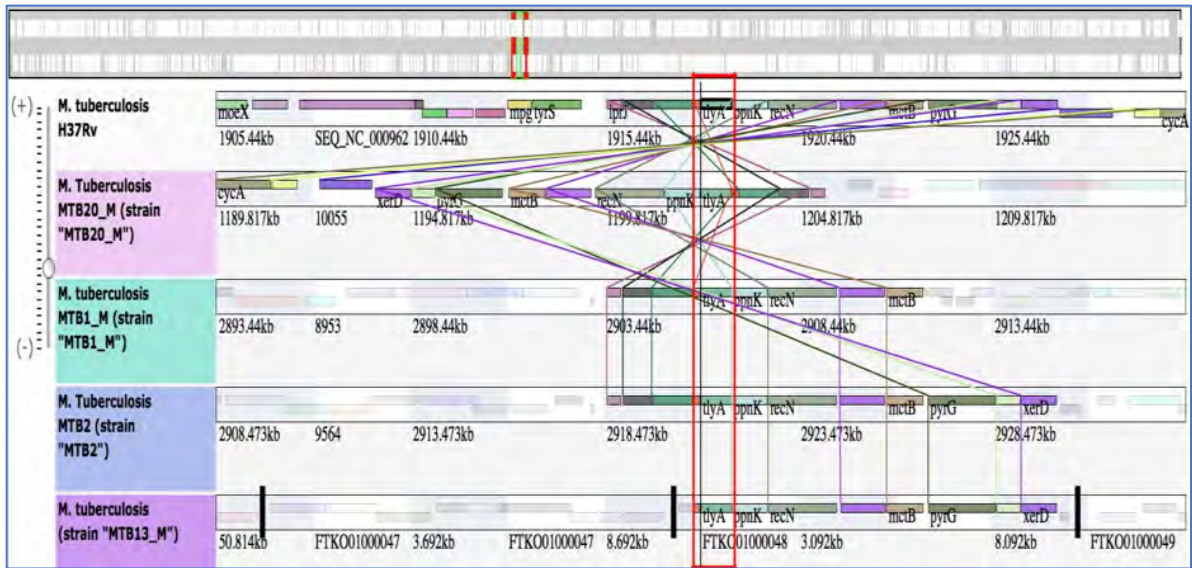 (+)
M. tuberculosis
H37Rv
moeX mpg tyrS lprJ tlyA ppnK recN mctB pyrG cycA
1905.44kb SEQ_NC_000962 1910.44kb 1915.44kb 1920.44kb 1925.44kb
M. Tuberculosis
MTB20_M (strain
"MTB20_M")
cycA xerD pyrG mctB recN ppnK tlyA
1189.817kb 10055 1194.817kb 1199.817kb 1204.817kb 1209.817kb
M. tuberculosis
MTB1_M (strain
"MTB1_M")
tlyA ppnK recN mctB
2893.44kb 8953 2898.44kb 2903.44kb 2908.44kb 2913.44kb
(-)
M. Tuberculosis
MTB2 (strain
"MTB2")
tlyA ppnK recN mctB pyrG xerD
2908.473kb 9564 2913.473kb 2918.473kb 2923.473kb 2928.473kb
M. tuberculosis
(strain "MTB13_M")
tlyA ppnK recN mctB pyrG xerD
50.814kb FTKO01000047 3.692kb FTKO01000047 8.692kb FTKO01000048 3.092kb 8.092kb FTKO01000049